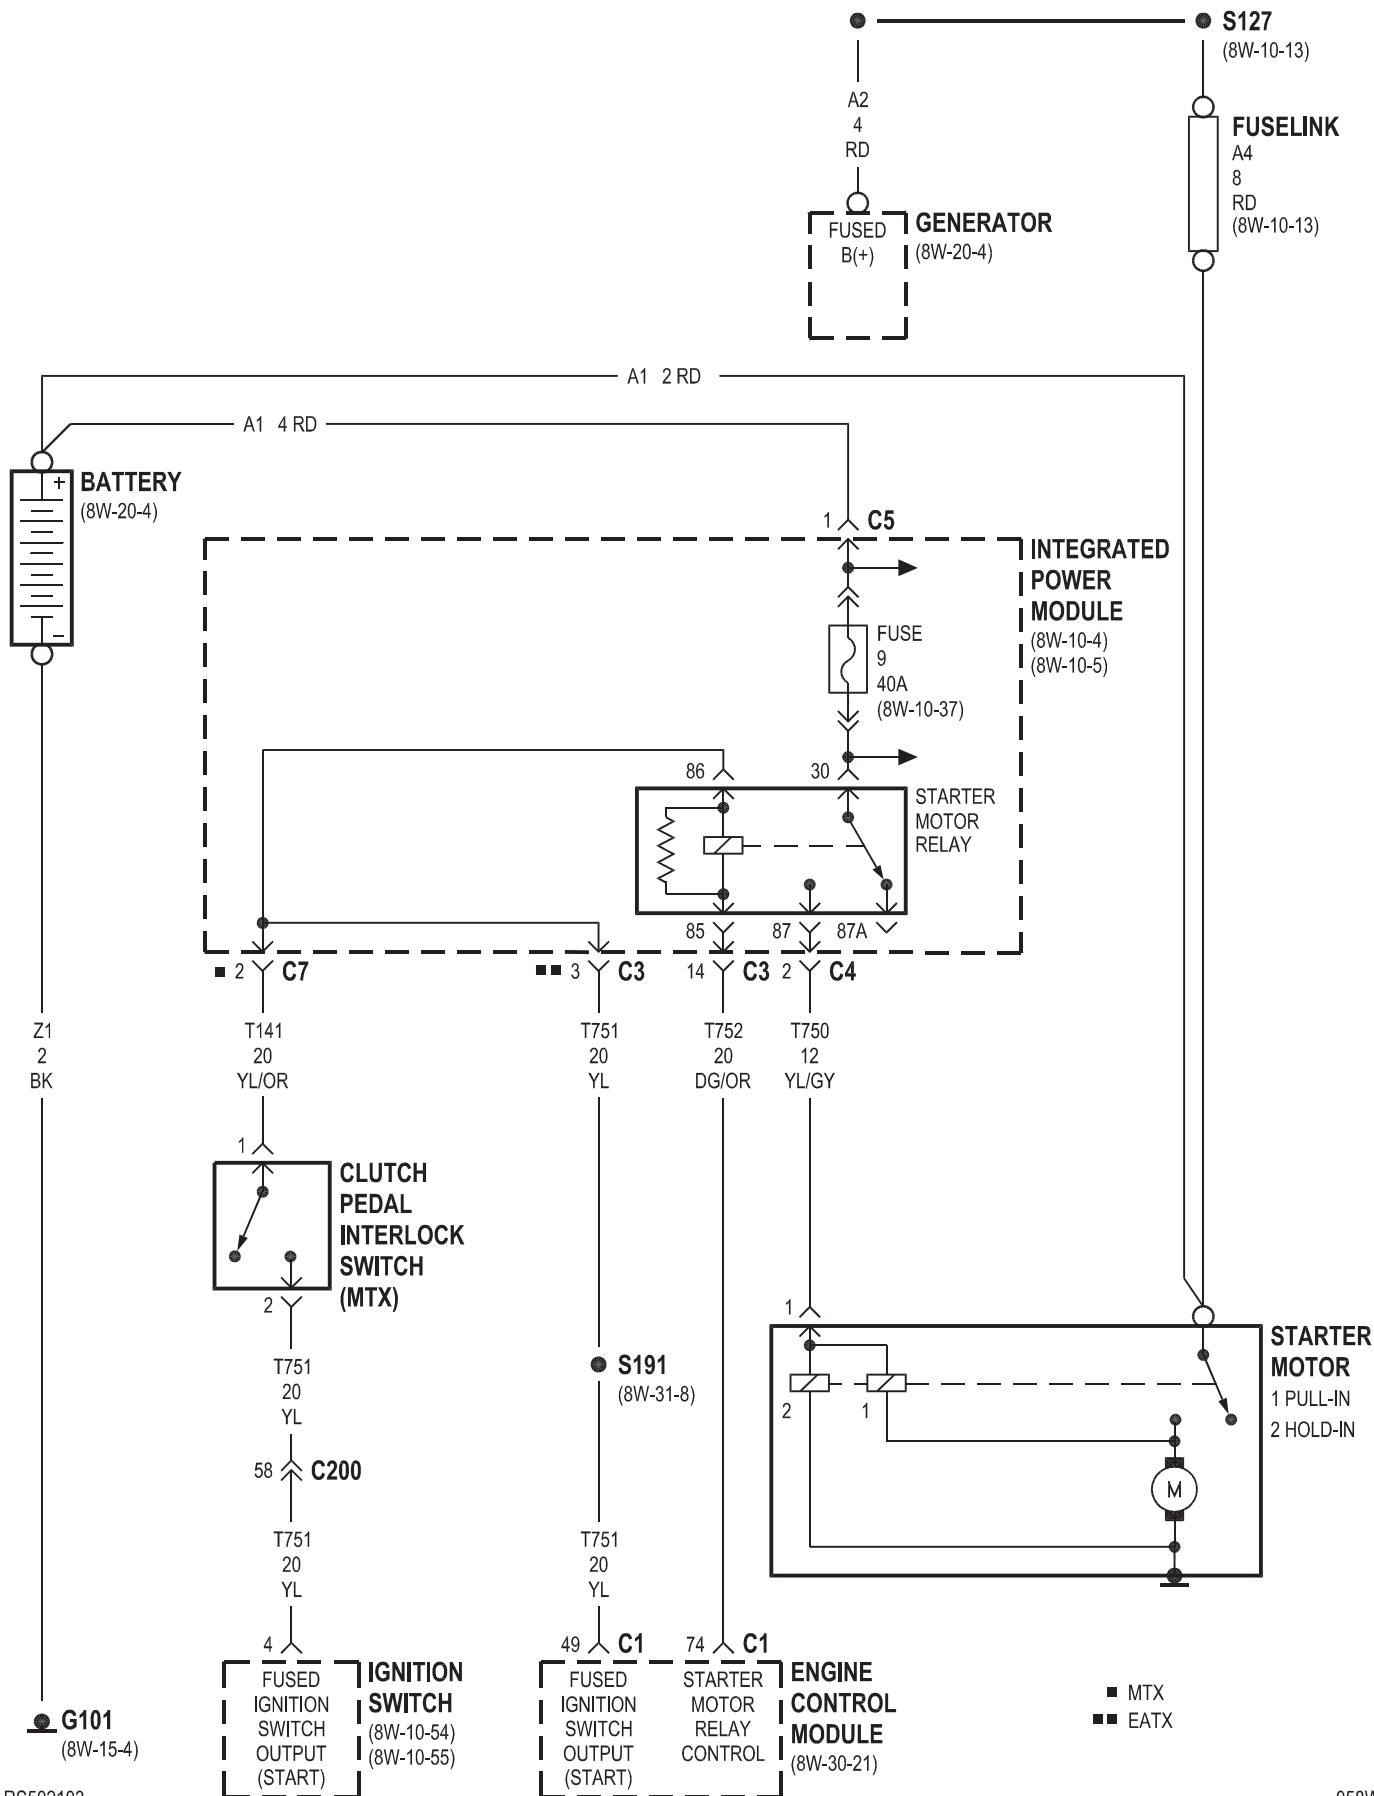 S127
(8W-10-13)
A2
4
RD
FUSELINK
A4
8
RD
(8W-10-13)
FUSED
B(+)
GENERATOR
(8W-20-4)
A1 2 RD
A1 4 RD
+
BATTERY
(8W-20-4)
–
1 C5
INTEGRATED
POWER
MODULE
(8W-10-4)
(8W-10-5)
FUSE
9
40A
(8W-10-37)
86
30
STARTER
MOTOR
RELAY
85
87
87A
2 C7
3 C3
14 C3
2 C4
Z1
2
BK
T141
20
YL/OR
T751
20
YL
T752
20
DG/OR
T750
12
YL/GY
1
CLUTCH
PEDAL
INTERLOCK
SWITCH
(MTX)
2
1
STARTER
MOTOR
1 PULL-IN
2 HOLD-IN
2
1
M
T751
20
YL
S191
(8W-31-8)
58 C200
T751
20
YL
T751
20
YL
4
49 C1
74 C1
FUSED
IGNITION
SWITCH
OUTPUT
(START)
IGNITION
SWITCH
(8W-10-54)
(8W-10-55)
FUSED
IGNITION
SWITCH
OUTPUT
(START)
STARTER
MOTOR
RELAY
CONTROL
ENGINE
CONTROL
MODULE
(8W-30-21)
MTX
EATX
G101
(8W-15-4)